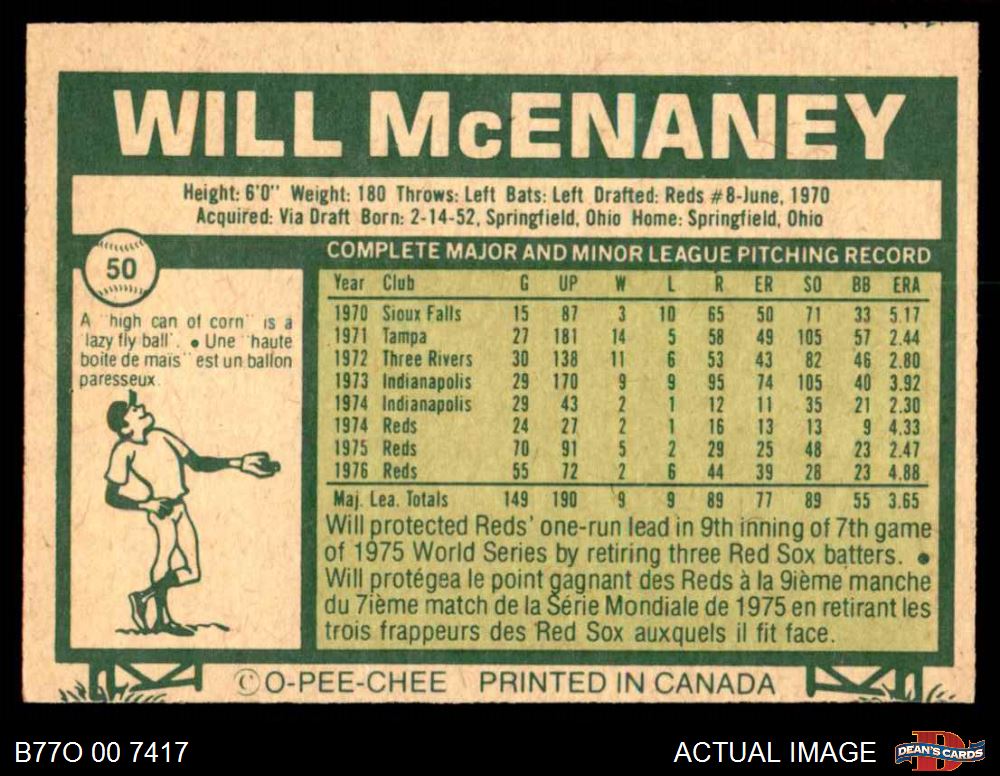 WILL McENANEY
Height: 6'0" Weight: 180 Throws: Left Bats: Left Drafted: Reds #8-June, 1970
Acquired: Via Draft Born: 2-14-52, Springfield, Ohio Home: Springfield, Ohio
50
A "high can of corn" is a
"lazy fly ball". ● Une "haute
boite de mais" est un ballon
paresseux.
COMPLETE MAJOR AND MINOR LEAGUE PITCHING RECORD
Year Club G UP W L R ER SO BB ERA
1970 Sioux Falls 15 87 3 10 65 50 71 33 5.17
1971 Tampa 27 181 14 5 58 49 105 57 2.44
1972 Three Rivers 30 138 11 6 53 43 82 46 2.80
1973 Indianapolis 29 170 9 9 95 74 105 40 3.92
1974 Indianapolis 29 43 2 1 12 11 35 21 2.30
1974 Reds 24 27 2 1 16 13 13 9 4.33
1975 Reds 70 91 5 2 29 25 48 23 2.47
1976 Reds 55 72 2 6 44 39 28 23 4.88
Maj. Lea. Totals 149 190 9 9 89 77 89 55 3.65
Will protected Reds' one-run lead in 9th inning of 7th game
of 1975 World Series by retiring three Red Sox batters. ●
Will protégea le point gagnant des Reds à la 9ième manche
du 7ième match de la Série Mondiale de 1975 en retirant les
trois frappeurs des Red Sox auxquels il fit face.
© O-PEE-CHEE PRINTED IN CANADA
B77O 00 7417 ACTUAL IMAGE DEAN'S CARDS